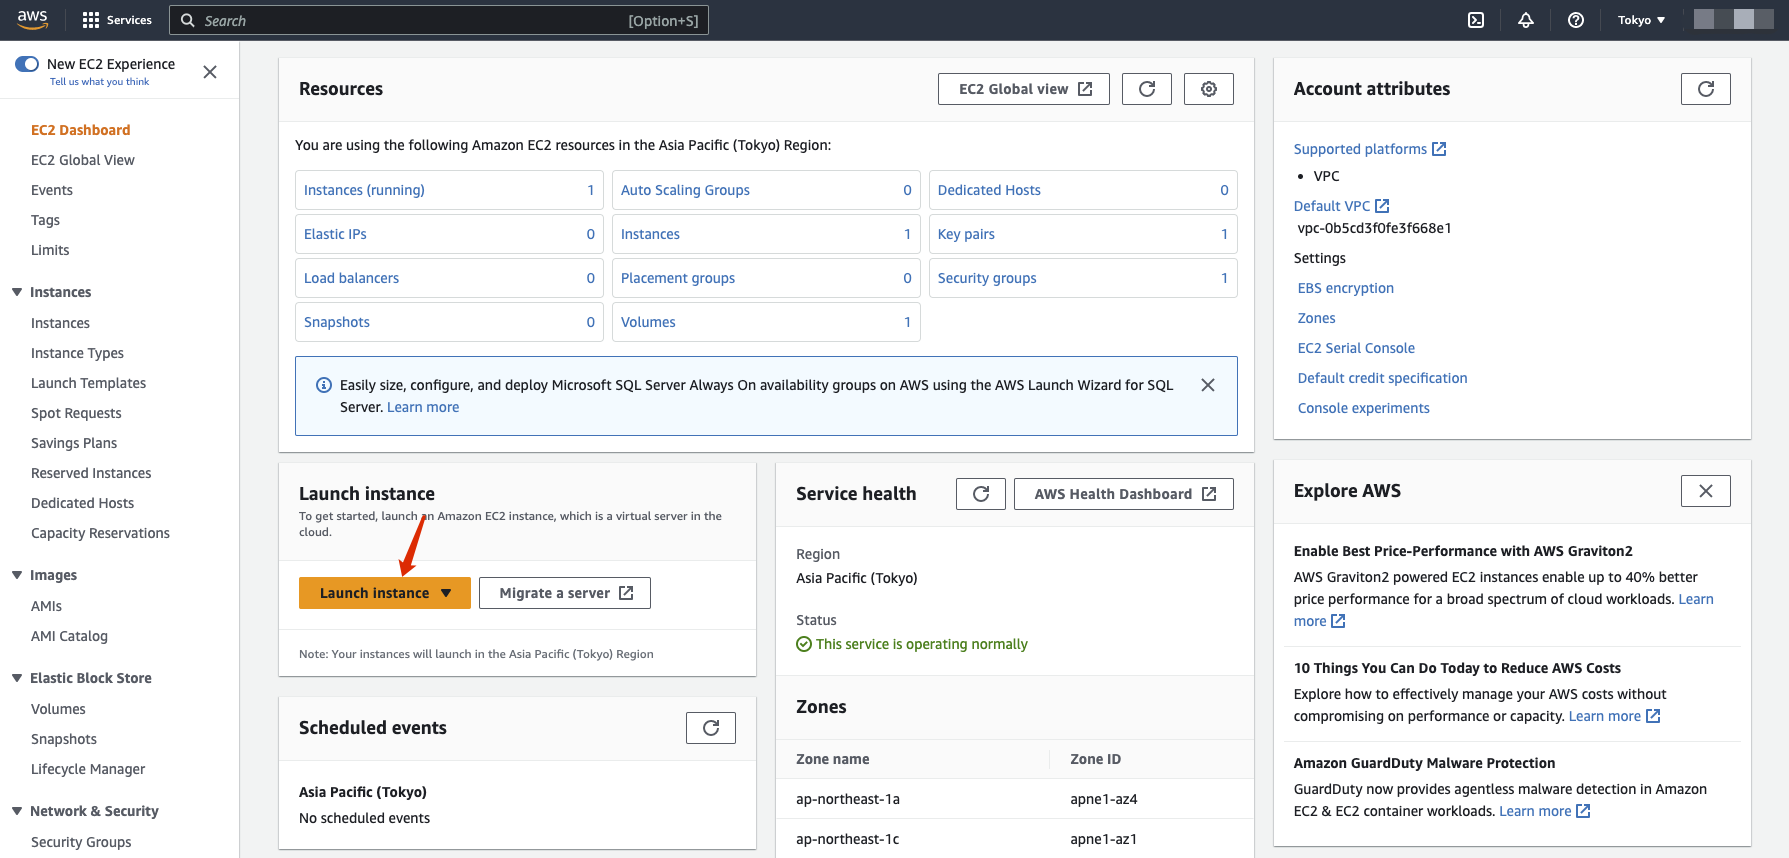 aws
Services
Search
[Option+S]
Tokyo ▼
New EC2 Experience
Tell us what you think
EC2 Dashboard
EC2 Global View
Events
Tags
Limits
Instances
Instances
Instance Types
Launch Templates
Spot Requests
Savings Plans
Reserved Instances
Dedicated Hosts
Capacity Reservations
Images
AMIs
AMI Catalog
Elastic Block Store
Volumes
Snapshots
Lifecycle Manager
Network & Security
Security Groups
Resources
EC2 Global view
You are using the following Amazon EC2 resources in the Asia Pacific (Tokyo) Region:
Instances (running) 1
Auto Scaling Groups 0
Dedicated Hosts 0
Elastic IPs 0
Instances 1
Key pairs 1
Load balancers 0
Placement groups 0
Security groups 1
Snapshots 0
Volumes 1
Easily size, configure, and deploy Microsoft SQL Server Always On availability groups on AWS using the AWS Launch Wizard for SQL
Server. Learn more
Launch instance
To get started, launch an Amazon EC2 instance, which is a virtual server in the
cloud.
Launch instance ▼
Migrate a server
Note: Your instances will launch in the Asia Pacific (Tokyo) Region
Scheduled events
Asia Pacific (Tokyo)
No scheduled events
Service health
AWS Health Dashboard
Region
Asia Pacific (Tokyo)
Status
This service is operating normally
Zones
Zone name Zone ID
ap-northeast-1a apne1-az4
ap-northeast-1c apne1-az1
Account attributes
Supported platforms
• VPC
Default VPC
vpc-0b5cd3f0fe3f668e1
Settings
EBS encryption
Zones
EC2 Serial Console
Default credit specification
Console experiments
Explore AWS
Enable Best Price-Performance with AWS Graviton2
AWS Graviton2 powered EC2 instances enable up to 40% better
price performance for a broad spectrum of cloud workloads. Learn
more
10 Things You Can Do Today to Reduce AWS Costs
Explore how to effectively manage your AWS costs without
compromising on performance or capacity. Learn more
Amazon GuardDuty Malware Protection
GuardDuty now provides agentless malware detection in Amazon
EC2 & EC2 container workloads. Learn more